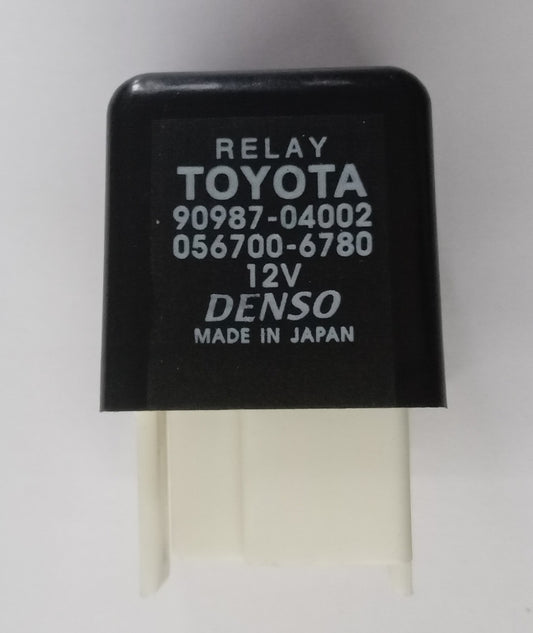 RELAY
TOYOTA
90987-04002
056700-6780
12V
DENSO
MADE IN JAPAN